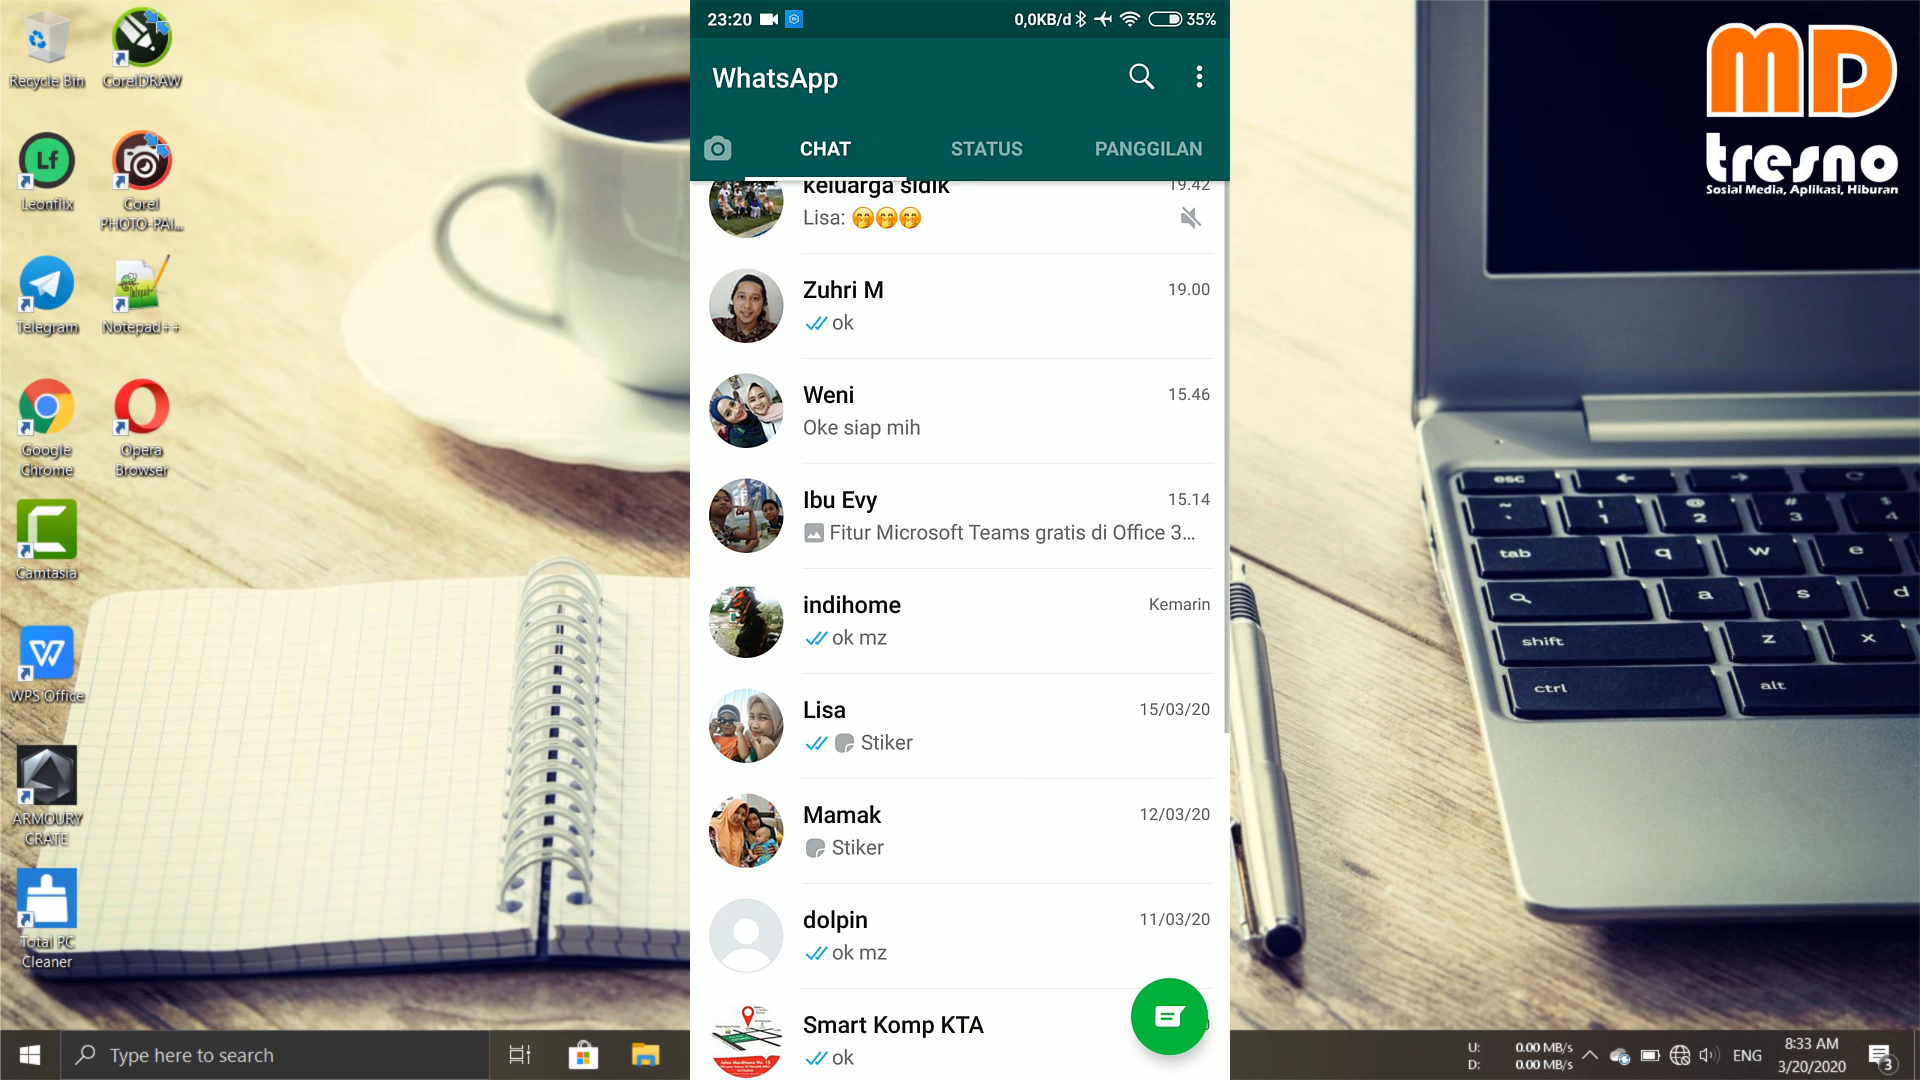 Recycle Bin
CorelDRAW
Leonflix
Corel
PHOTO-PAI...
Telegram
Notepad++
Google
Chrome
Opera
Browser
Camtasia
WPS Office
ARMOURY
CRATE
Total PC
Cleaner
23:20
0,0KB/d
35%
WhatsApp
CHAT
STATUS
PANGGILAN
keluarga sidik
19.42
Lisa: 🤭🤭🤭
Zuhri M
19.00
ok
Weni
15.46
Oke siap mih
Ibu Evy
15.14
Fitur Microsoft Teams gratis di Office 3...
indihome
Kemarin
ok mz
Lisa
15/03/20
Stiker
Mamak
12/03/20
Stiker
dolpin
11/03/20
ok mz
Smart Komp KTA
ok
MD
tresno
Sosial Media, Aplikasi, Hiburan
esc
~ `
! 1
@ 2
# 3
$ 4
tab
q
w
e
a
s
d
shift
z
x
ctrl
alt
Type here to search
U: 0.00 MB/s
D: 0.00 MB/s
ENG
8:33 AM
3/20/2020
3